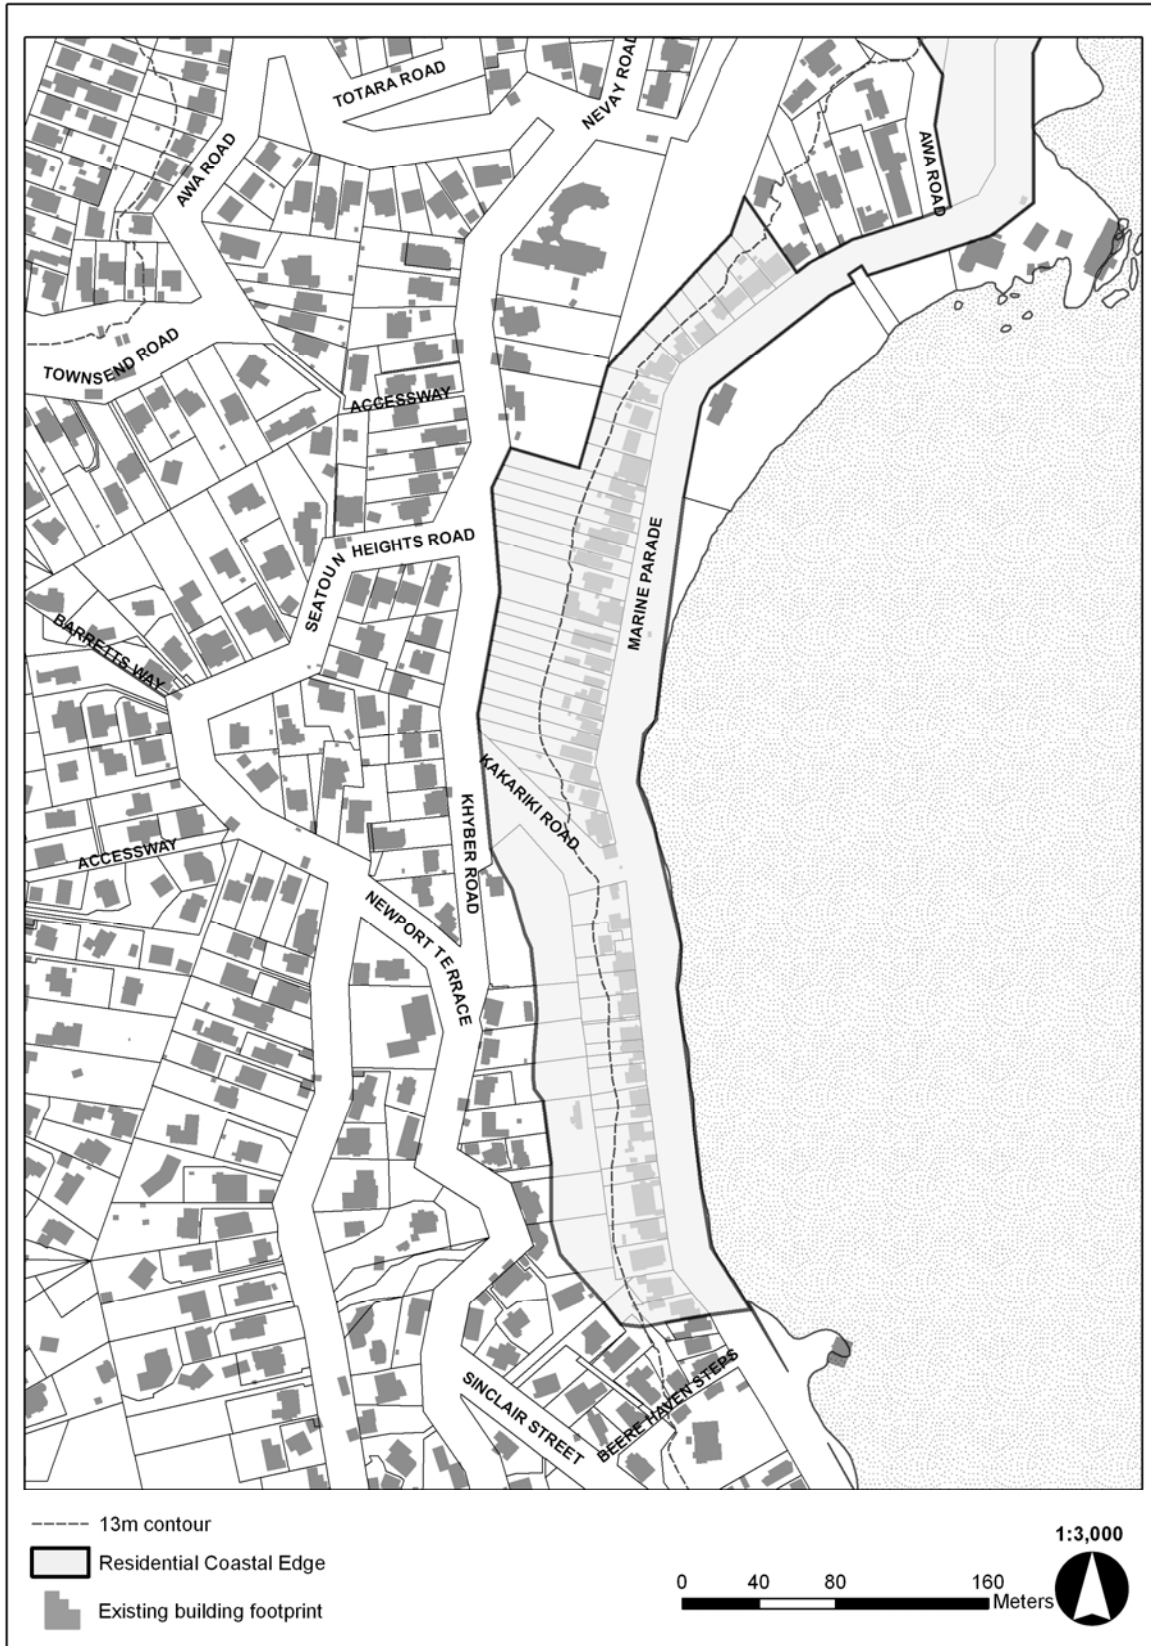 TOTARA ROAD
NEVAY ROAD
AWA ROAD
AWA ROAD
TOWNSEND ROAD
ACCESSWAY
HEIGHTS ROAD
SEATOUN
MARINE PARADE
BARRETTS WAY
KAKARIKI ROAD
KHYBER ROAD
ACCESSWAY
NEWPORT TERRACE
SINCLAIR STREET
BEERE HAVEN STEPS
13m contour
Residential Coastal Edge
Existing building footprint
1:3,000
0 40 80 160
Meters